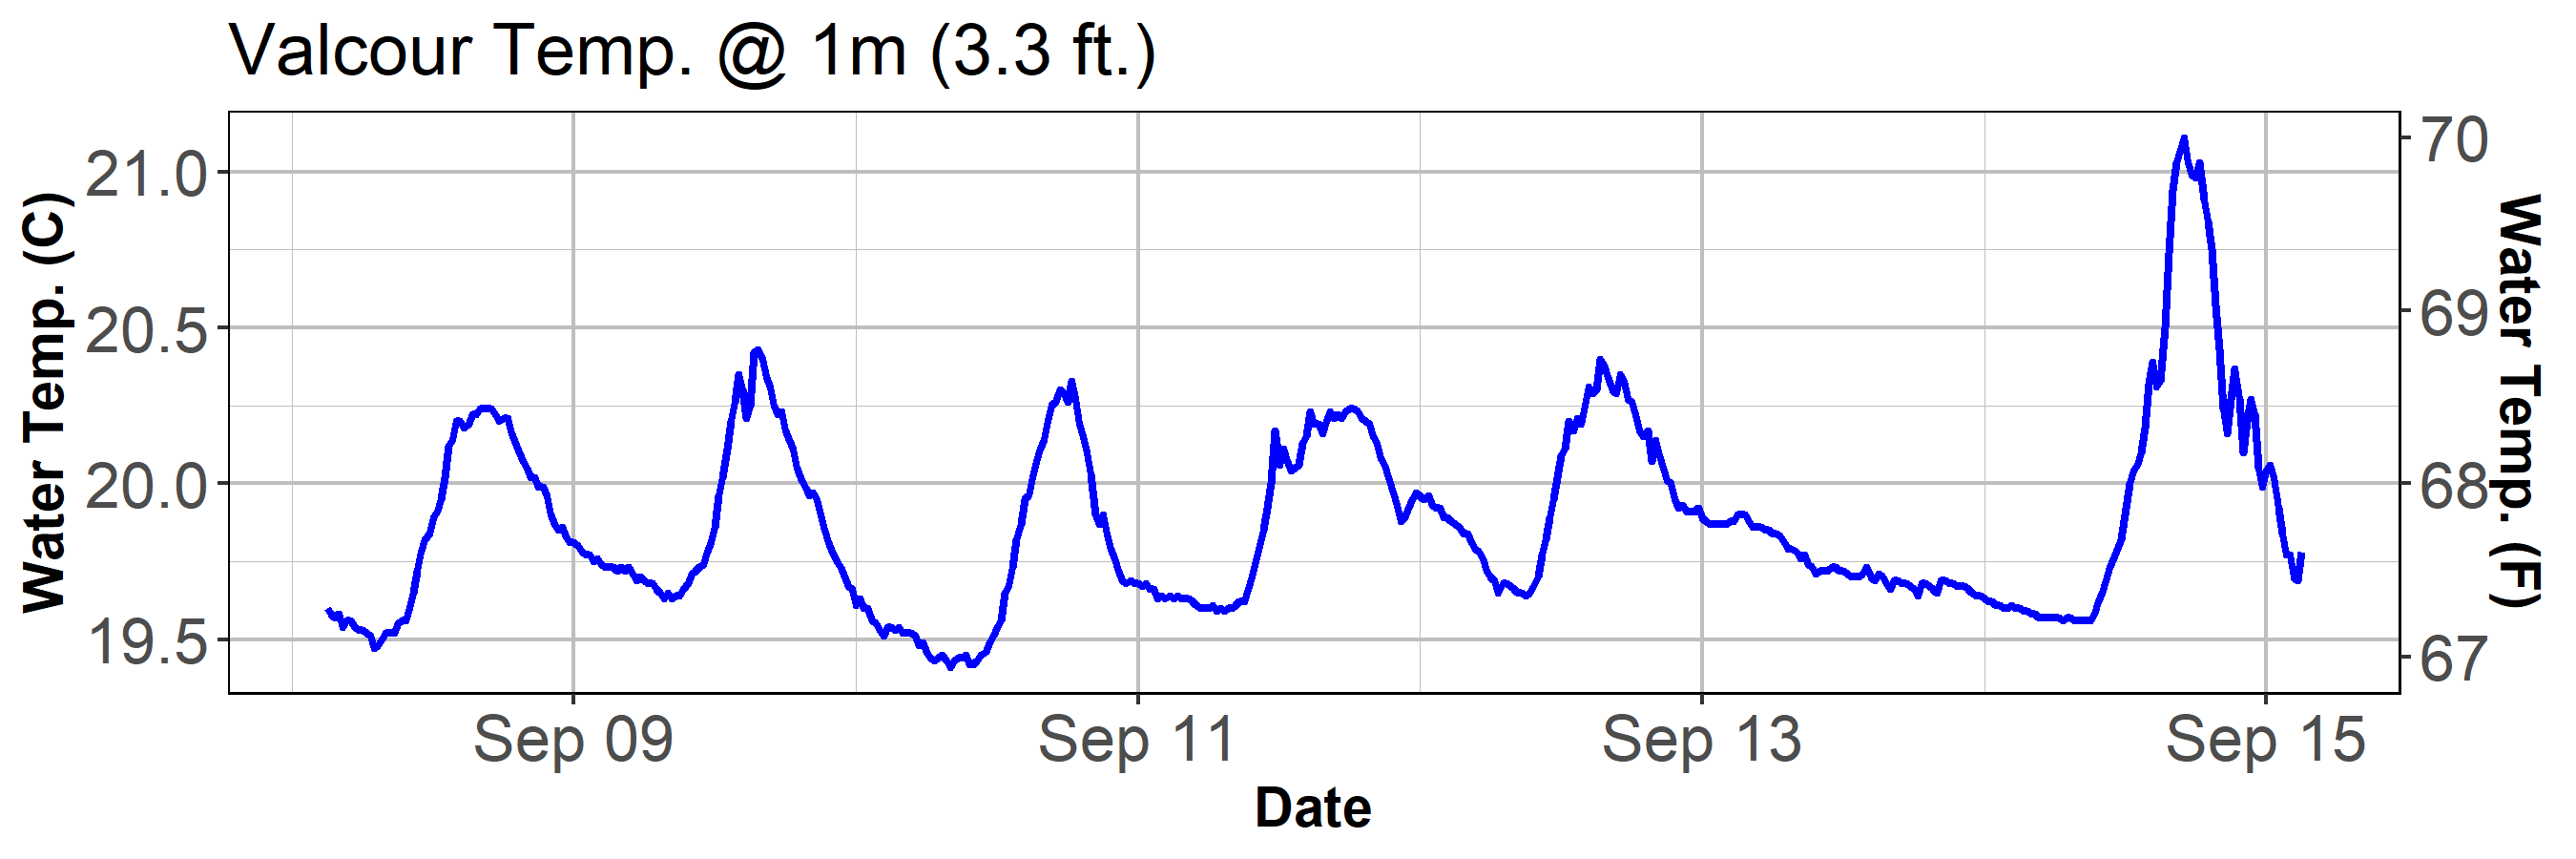 Valcour Temp. @ 1m (3.3 ft.)
Water Temp. (C)
21.0
20.5
20.0
19.5
70
69
68
67
Water Temp. (F)
Sep 09
Sep 11
Sep 13
Sep 15
Date